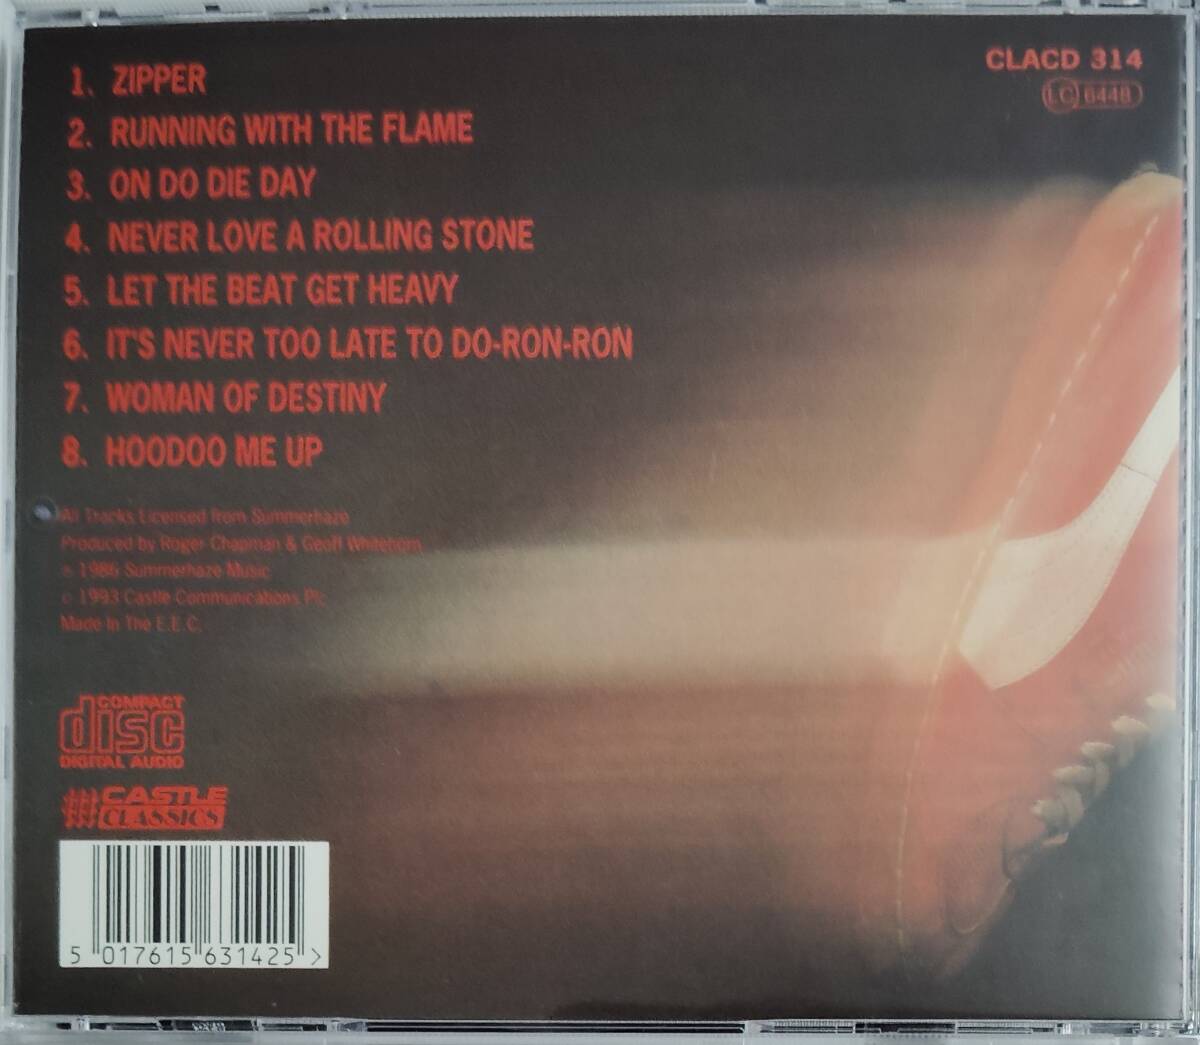 1. ZIPPER
2. RUNNING WITH THE FLAME
3. ON DO DIE DAY
4. NEVER LOVE A ROLLING STONE
5. LET THE BEAT GET HEAVY
6. IT'S NEVER TOO LATE TO DO-RON-RON
7. WOMAN OF DESTINY
8. HOODOO ME UP
CLACD 314
LC 6448
All Tracks Licensed from Summerhaze
Produced by Roger Chapman & Geoff Whitehorn
℗ 1986 Summerhaze Music
© 1993 Castle Communications Plc
Made In The E.E.C.
COMPACT
disc
DIGITAL AUDIO
CASTLE
CLASSICS
5 017615 631425 >